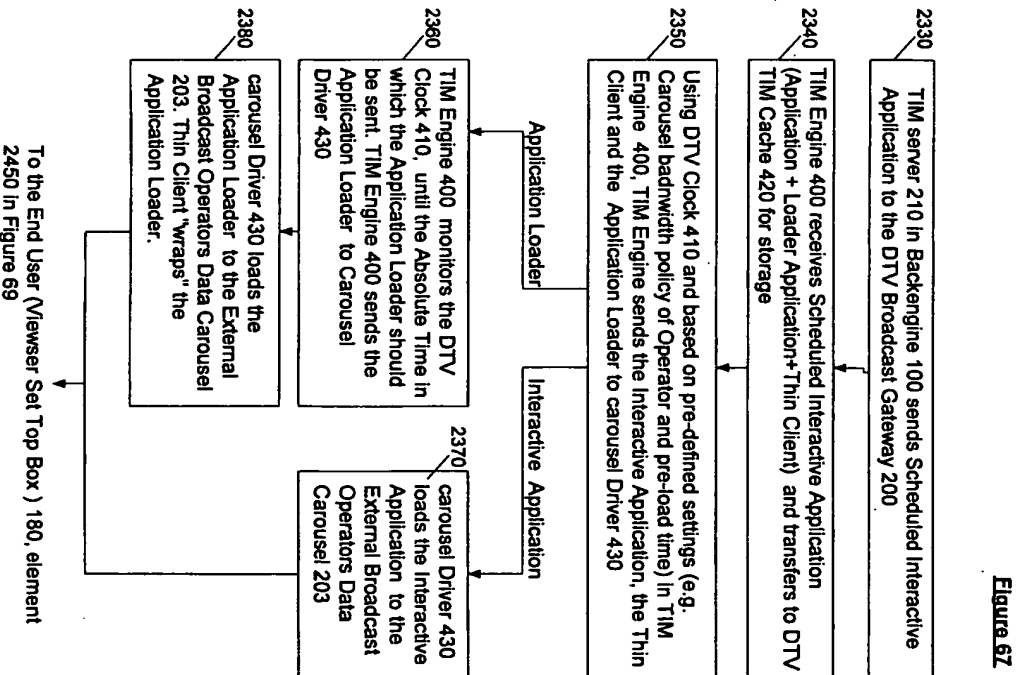 Figure 67
2330
TIM server 210 in Backengine 100 sends Scheduled Interactive
Application to the DTV Broadcast Gateway 200
2340
TIM Engine 400 receives Scheduled Interactive Application
(Application + Loader Application+Thin Client) and transfers to DTV
TIM Cache 420 for storage
2350
Using DTV Clock 410 and based on pre-defined settings (e.g.
Carousel badnwidth policy of Operator and pre-load time) in TIM
Engine 400, TIM Engine sends the Interactive Application, the Thin
Client and the Application Loader to carousel Driver 430
Application Loader
Interactive Application
2360
TIM Engine 400 monitors the DTV
Clock 410, until the Absolute Time in
which the Application Loader should
be sent. TIM Engine 400 sends the
Application Loader to Carousel
Driver 430
2370
carousel Driver 430
loads the Interactive
Application to the
External Broadcast
Operators Data
Carousel 203
2380
carousel Driver 430 loads the
Application Loader to the External
Broadcast Operators Data Carousel
203. Thin Client "wraps" the
Application Loader.
To the End User (Viewser Set Top Box ) 180, element
2450 in Figure 69